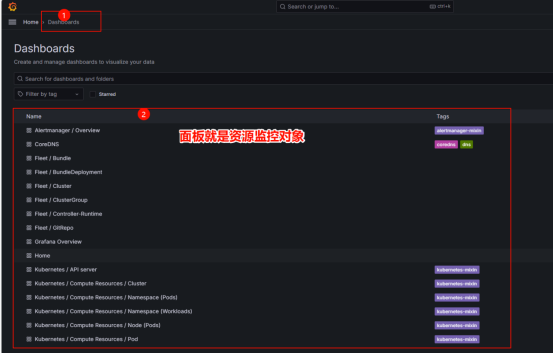 Search or jump to...
ctrl+k
1
Home › Dashboards
Dashboards
Create and manage dashboards to visualize your data
Search for dashboards and folders
Filter by tag
Starred
Name
2
Tags
面板就是资源监控对象
Alertmanager / Overview
alertmanager-mixin
CoreDNS
coredns dns
Fleet / Bundle
Fleet / BundleDeployment
Fleet / Cluster
Fleet / ClusterGroup
Fleet / Controller-Runtime
Fleet / GitRepo
Grafana Overview
Home
Kubernetes / API server
kubernetes-mixin
Kubernetes / Compute Resources / Cluster
kubernetes-mixin
Kubernetes / Compute Resources / Namespace (Pods)
kubernetes-mixin
Kubernetes / Compute Resources / Namespace (Workloads)
kubernetes-mixin
Kubernetes / Compute Resources / Node (Pods)
kubernetes-mixin
Kubernetes / Compute Resources / Pod
kubernetes-mixin